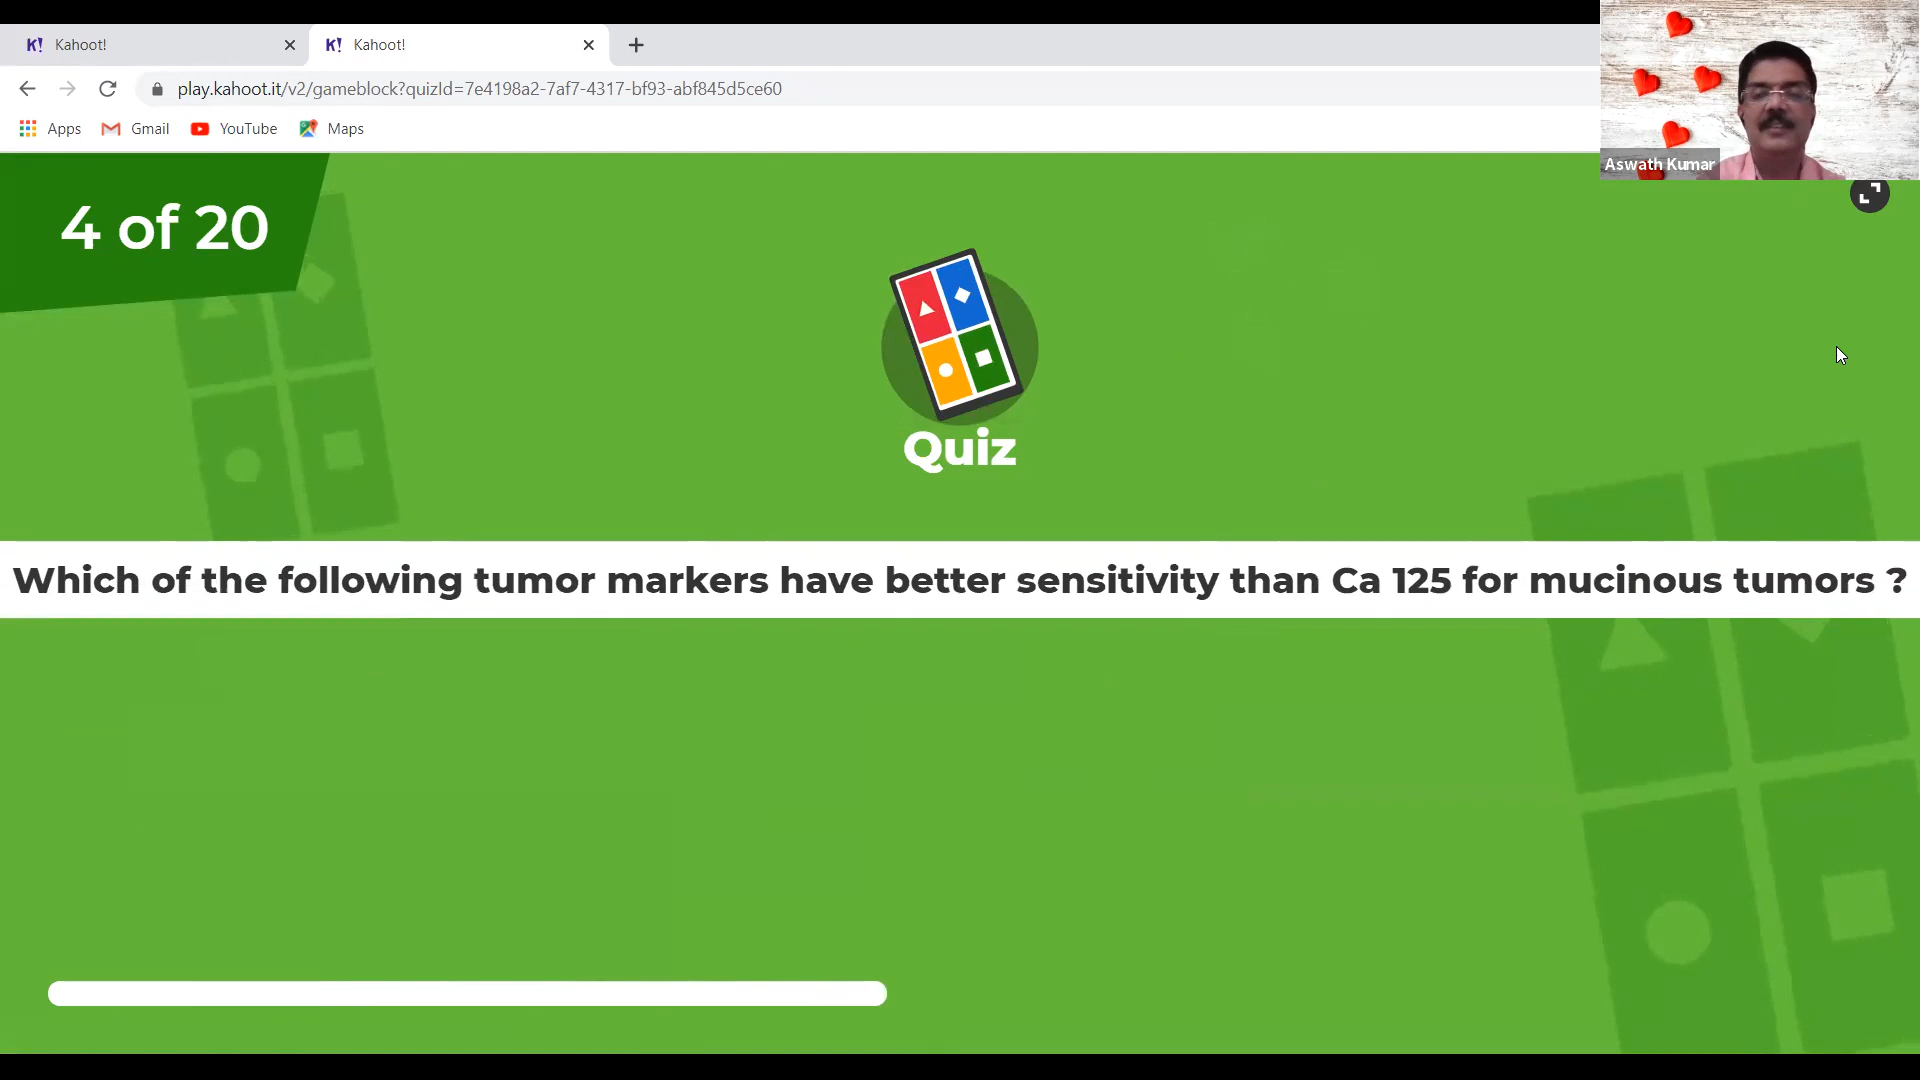 K! Kahoot!
K! Kahoot!
play.kahoot.it/v2/gameblock?quizId=7e4198a2-7af7-4317-bf93-abf845d5ce60
Apps Gmail YouTube Maps
Aswath Kumar
4 of 20
Quiz
Which of the following tumor markers have better sensitivity than Ca 125 for mucinous tumors ?